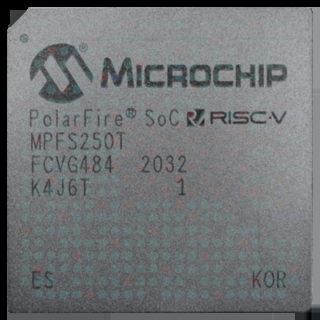 MICROCHIP
PolarFire® SoC RISC-V
MPFS250T
FCVG484 2032
K4J6T 1
ES KOR